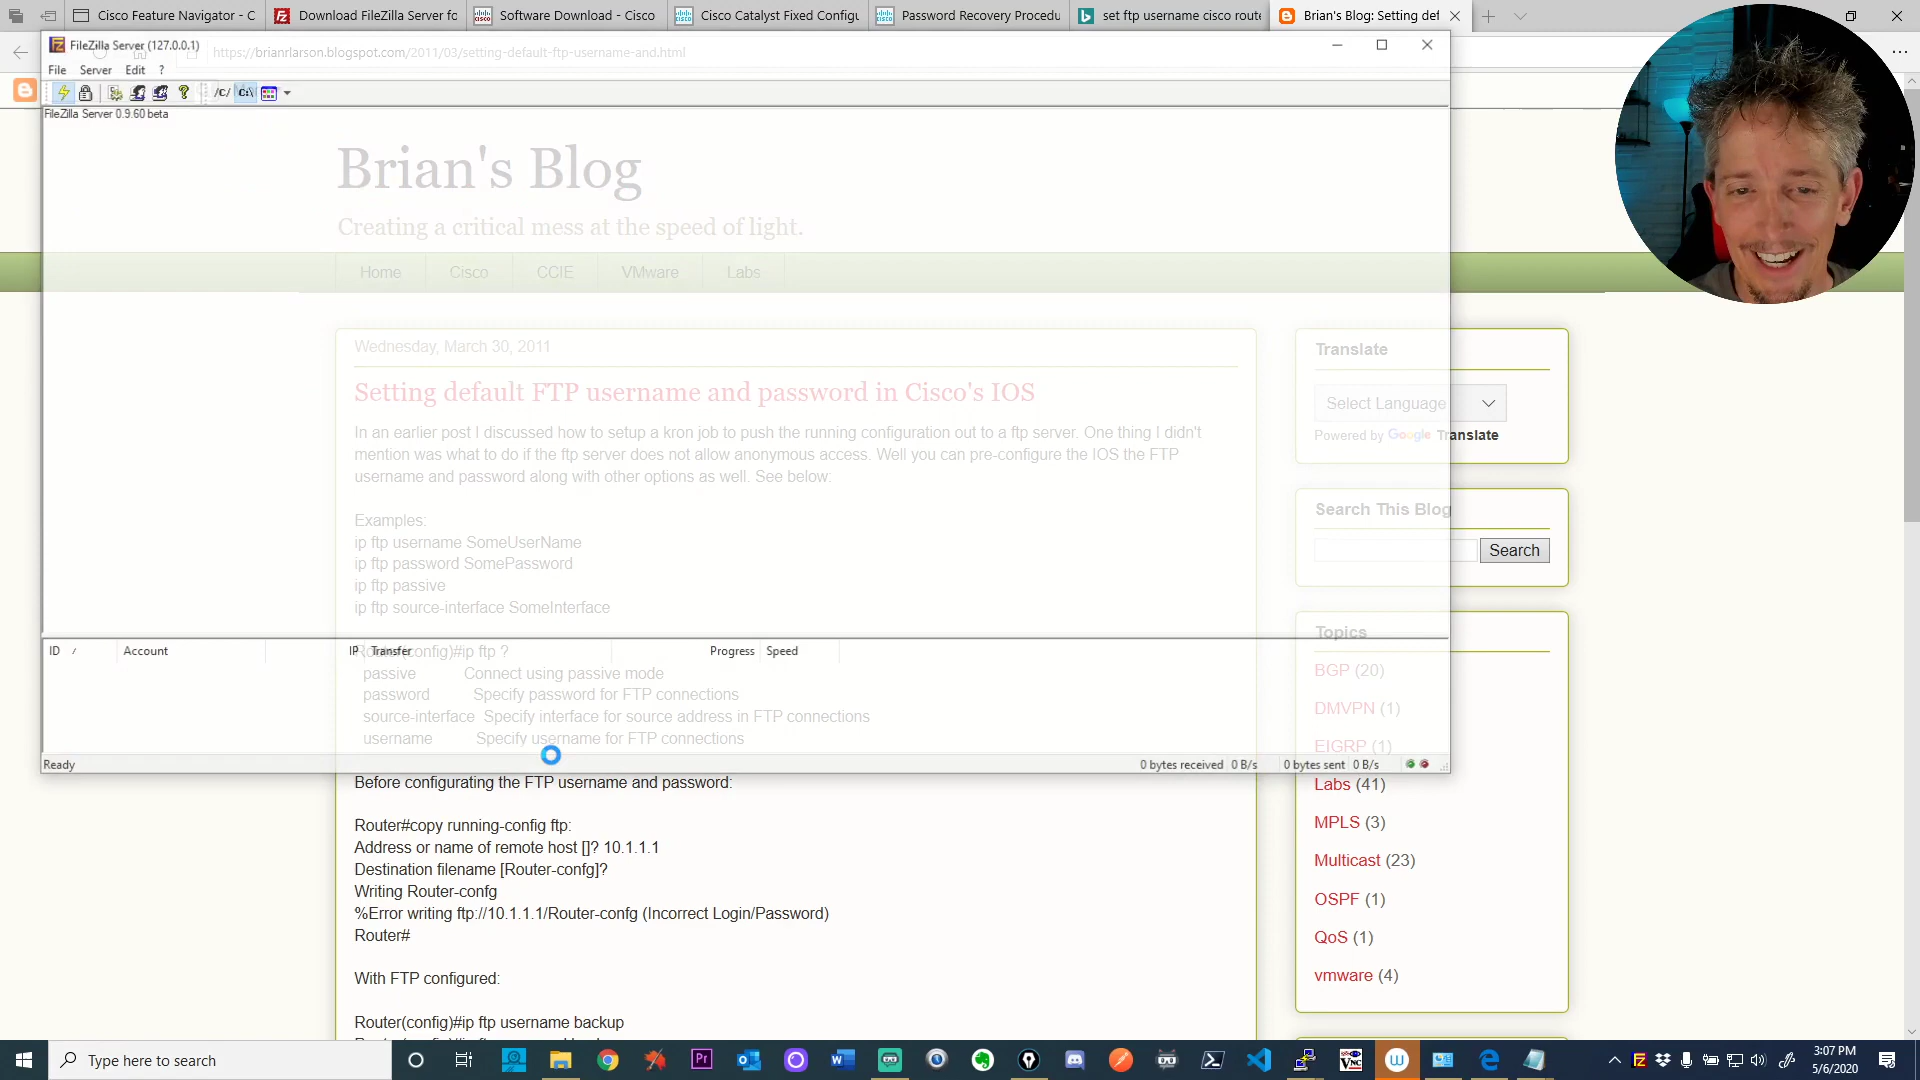 Cisco Feature Navigator - C
Download FileZilla Server fo
Software Download - Cisco
Cisco Catalyst Fixed Configu
Password Recovery Procedu
set ftp username cisco route
Brian's Blog: Setting def
FileZilla Server (127.0.0.1)
https://brianrlarson.blogspot.com/2011/03/setting-default-ftp-username-and.html
File Server Edit ?
/C/ C:\
FileZilla Server 0.9.60 beta
Brian's Blog
Creating a critical mess at the speed of light.
Home Cisco CCIE VMware Labs
Wednesday, March 30, 2011
Setting default FTP username and password in Cisco's IOS
In an earlier post I discussed how to setup a kron job to push the running configuration out to a ftp server. One thing I didn't
mention was what to do if the ftp server does not allow anonymous access. Well you can pre-configure the IOS the FTP
username and password along with other options as well. See below:
Examples:
ip ftp username SomeUserName
ip ftp password SomePassword
ip ftp passive
ip ftp source-interface SomeInterface
Router(config)#ip ftp ?
passive Connect using passive mode
password Specify password for FTP connections
source-interface Specify interface for source address in FTP connections
username Specify username for FTP connections
ID / Account IP Transfer Progress Speed
Ready 0 bytes received 0 B/s 0 bytes sent 0 B/s
Before configuring the FTP username and password:
Router#copy running-config ftp:
Address or name of remote host []? 10.1.1.1
Destination filename [Router-confg]?
Writing Router-confg
%Error writing ftp://10.1.1.1/Router-confg (Incorrect Login/Password)
Router#
With FTP configured:
Router(config)#ip ftp username backup
Translate
Select Language
Powered by Google Translate
Search This Blog
Search
Topics
BGP (20)
DMVPN (1)
EIGRP (1)
Labs (41)
MPLS (3)
Multicast (23)
OSPF (1)
QoS (1)
vmware (4)
Type here to search
Pr
3:07 PM
5/6/2020